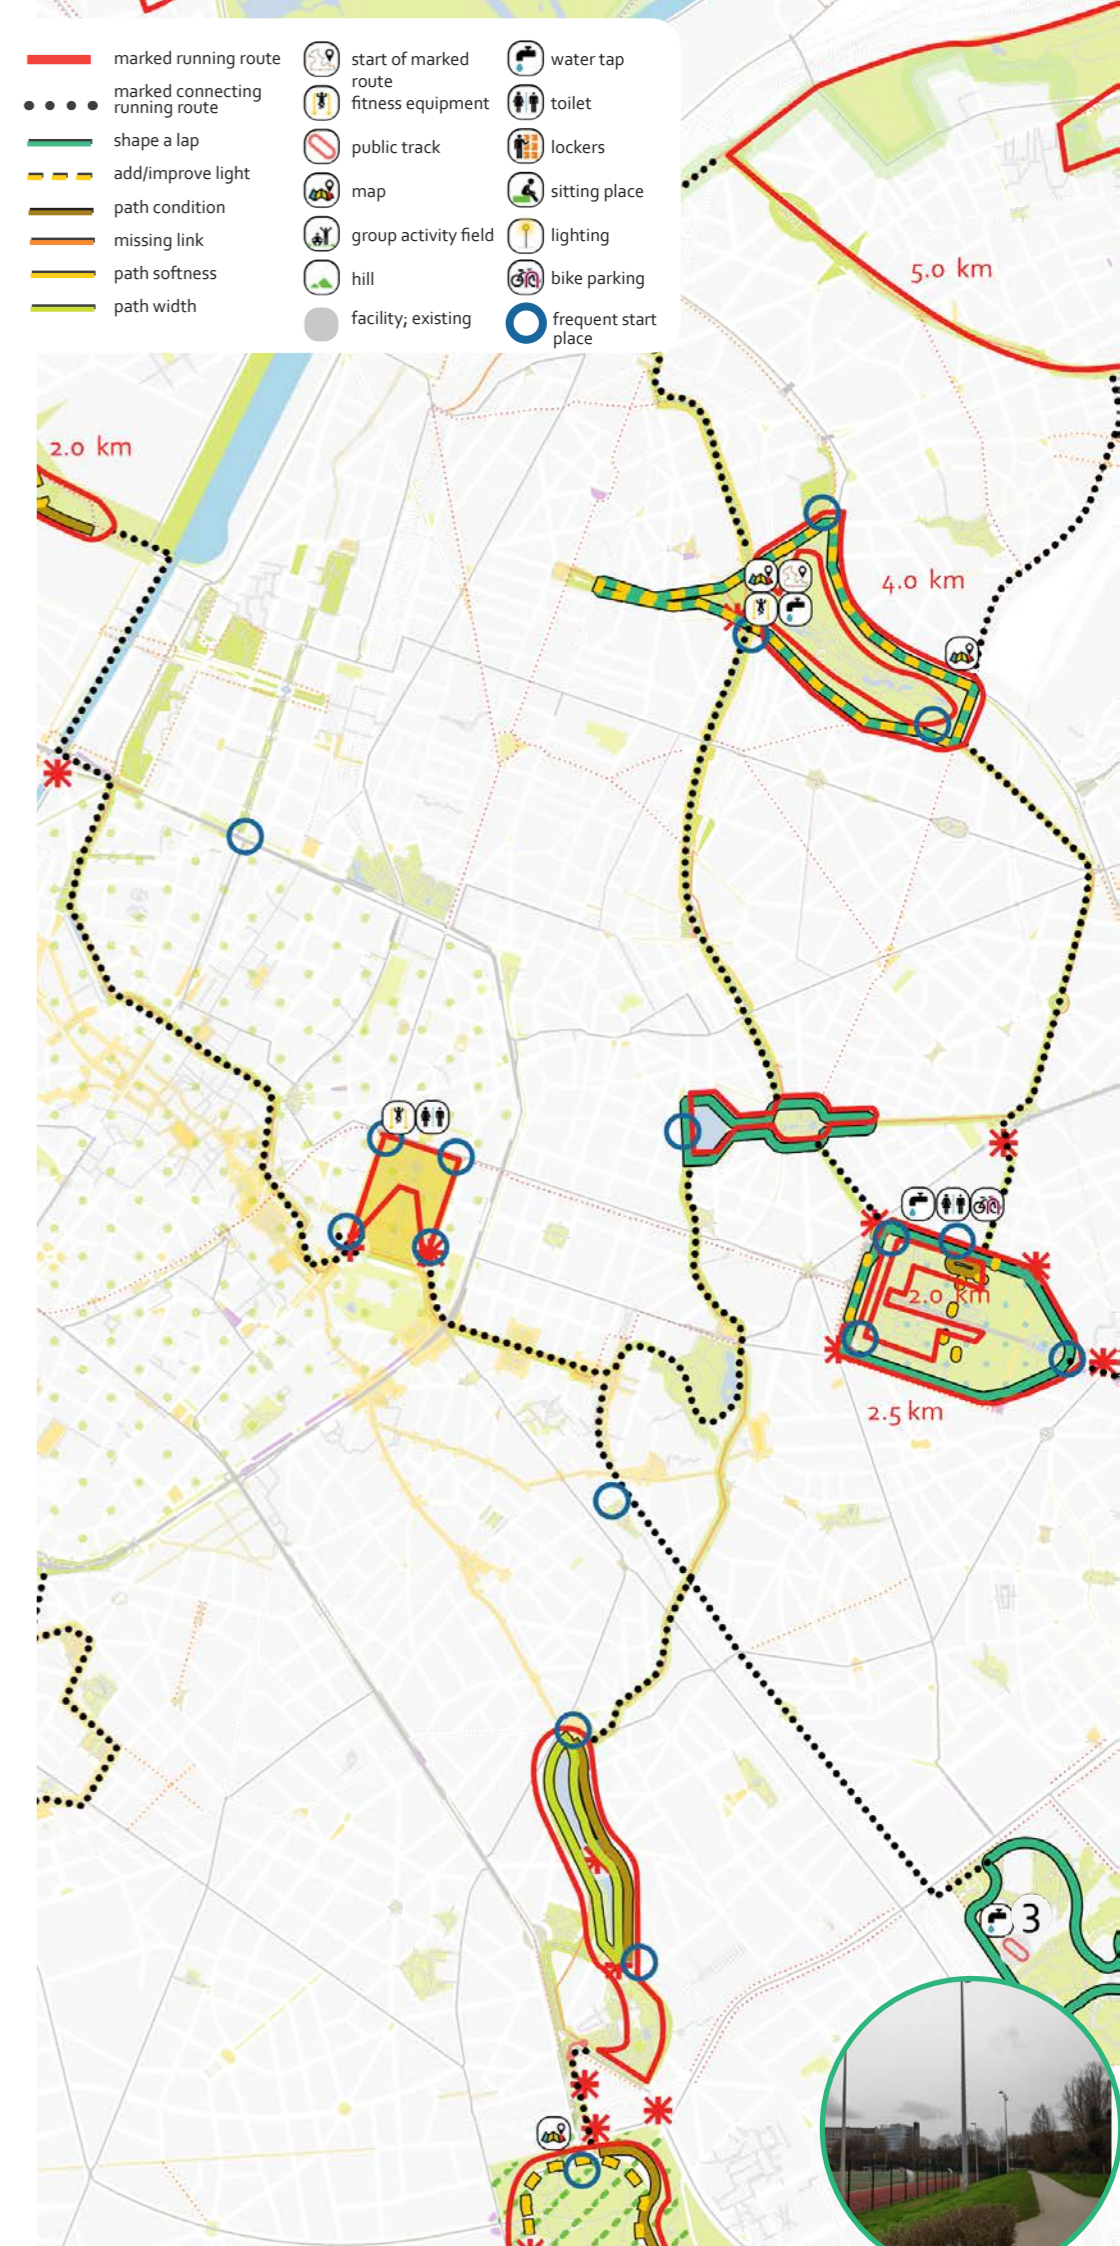 marked running route
marked connecting
running route
shape a lap
add/improve light
path condition
missing link
path softness
path width
start of marked
route
fitness equipment
public track
map
group activity field
hill
facility; existing
water tap
toilet
lockers
sitting place
lighting
bike parking
frequent start
place
5.0 km
2.0 km
4.0 km
2.0 km
2.5 km
3